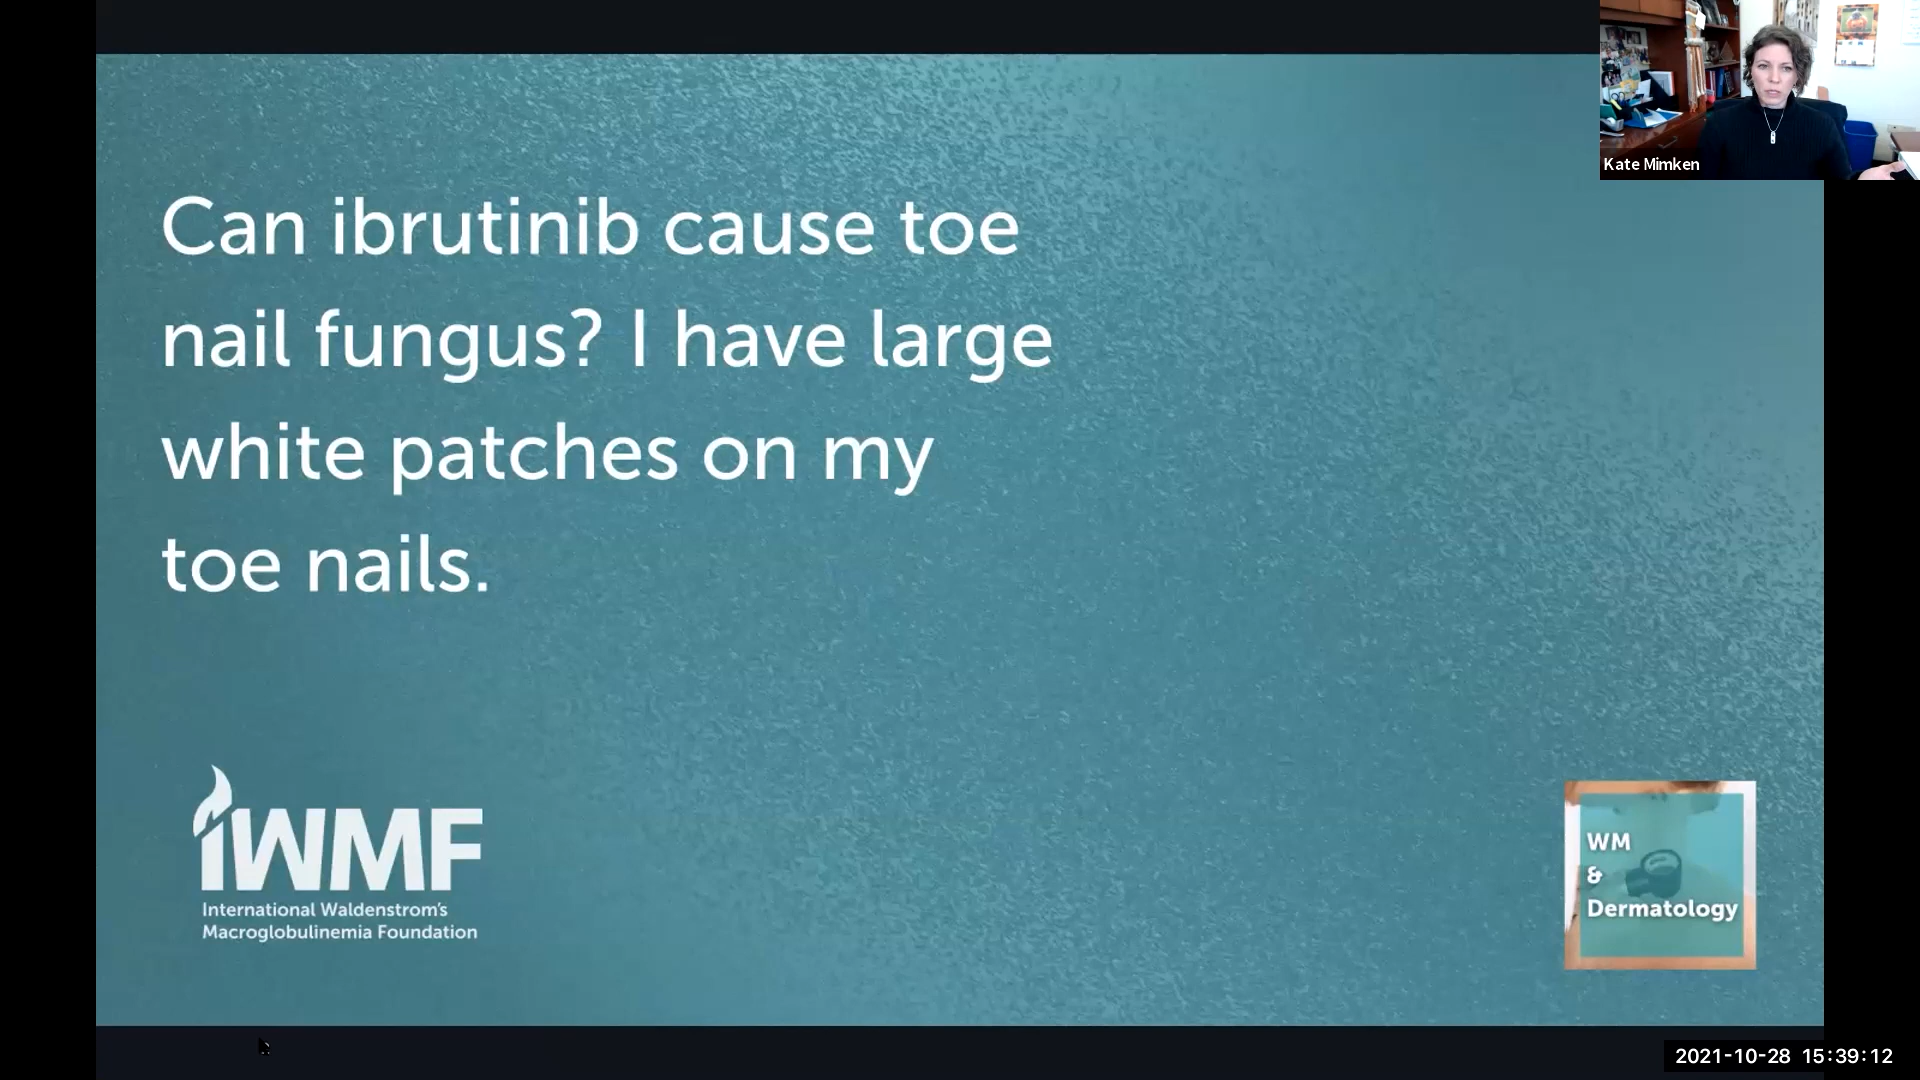 Kate Mimken
Can ibrutinib cause toe
nail fungus? I have large
white patches on my
toe nails.
iWMF
International Waldenstrom's
Macroglobulinemia Foundation
WM
&
Dermatology
2021-10-28 15:39:12